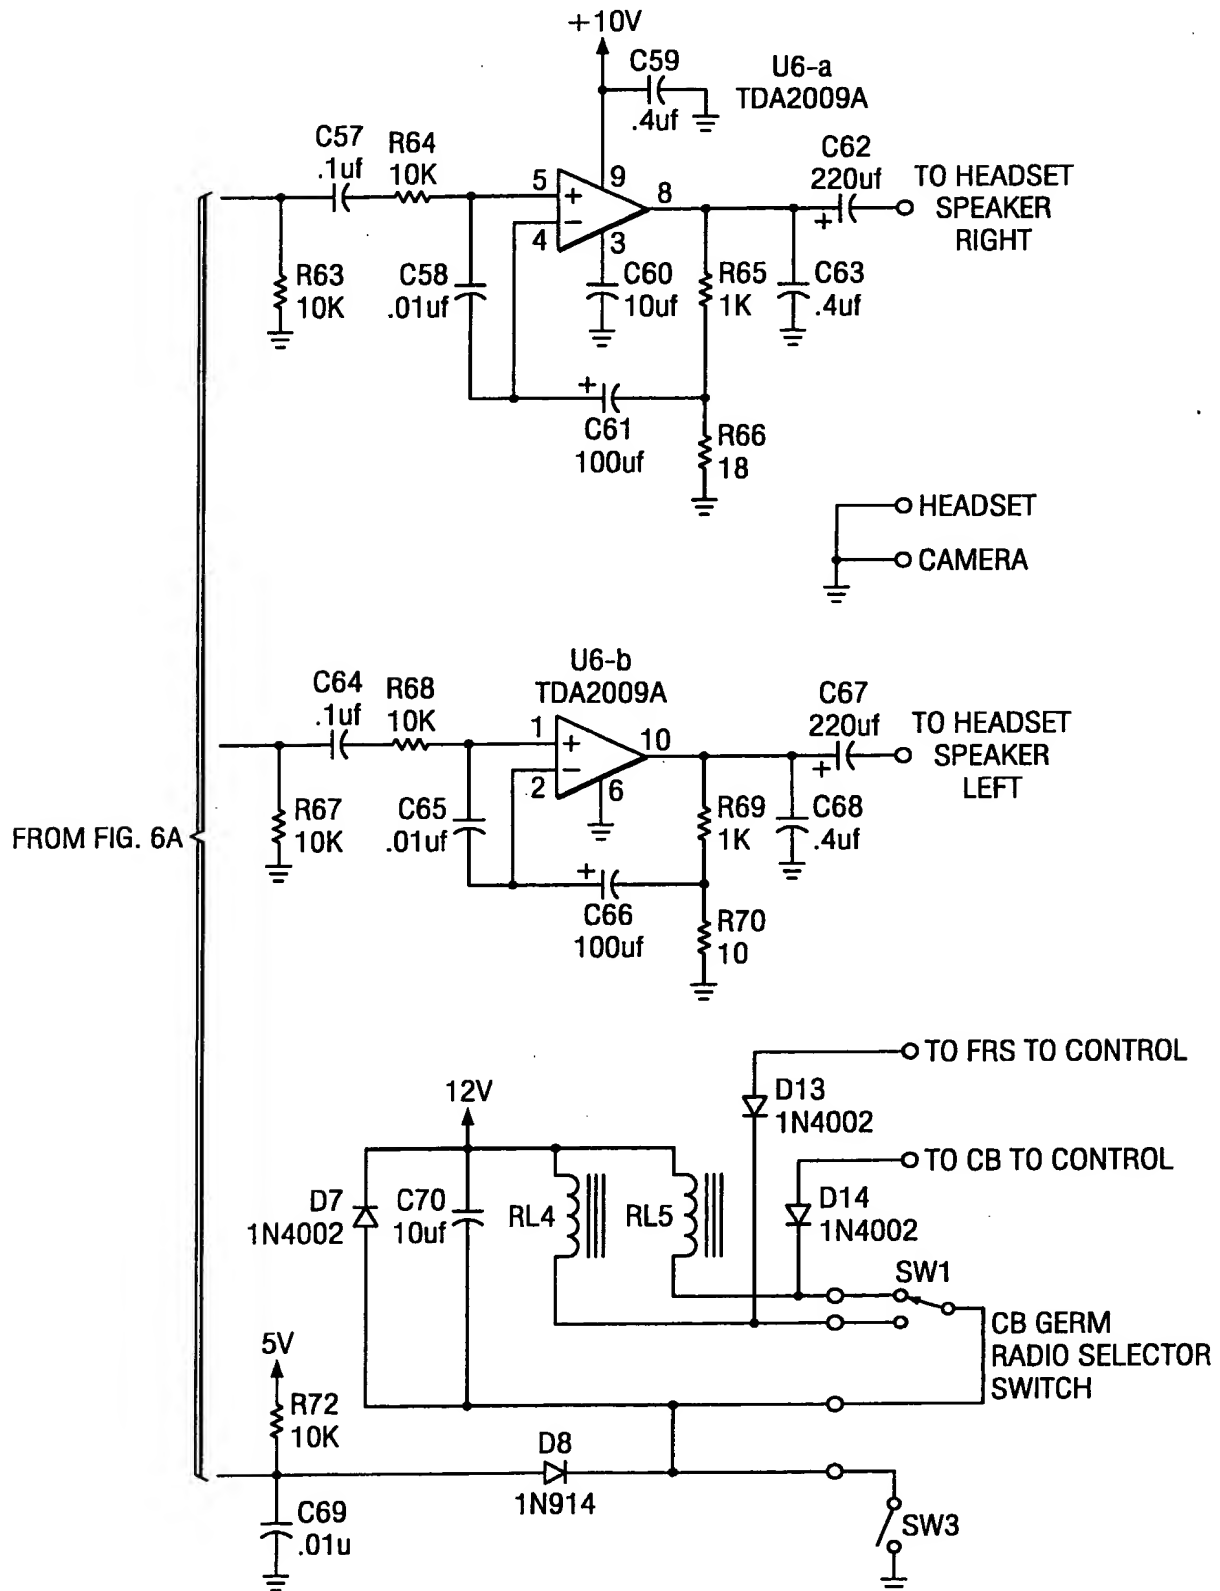 +10V
C59
.4uf
U6-a
TDA2009A
C57
.1uf
R64
10K
C62
220uf
TO HEADSET
SPEAKER
RIGHT
5
+
9
8
4
−
3
+
R63
10K
C58
.01uf
C60
10uf
R65
1K
C63
.4uf
+
C61
100uf
R66
18
HEADSET
CAMERA
U6-b
TDA2009A
C64
.1uf
R68
10K
C67
220uf
TO HEADSET
SPEAKER
LEFT
1
+
10
2
−
6
+
FROM FIG. 6A
R67
10K
C65
.01uf
R69
1K
C68
.4uf
+
C66
100uf
R70
10
TO FRS TO CONTROL
12V
D13
1N4002
TO CB TO CONTROL
D7
1N4002
C70
10uf
RL4
RL5
D14
1N4002
SW1
CB GERM
RADIO SELECTOR
SWITCH
5V
R72
10K
D8
1N914
C69
.01u
SW3